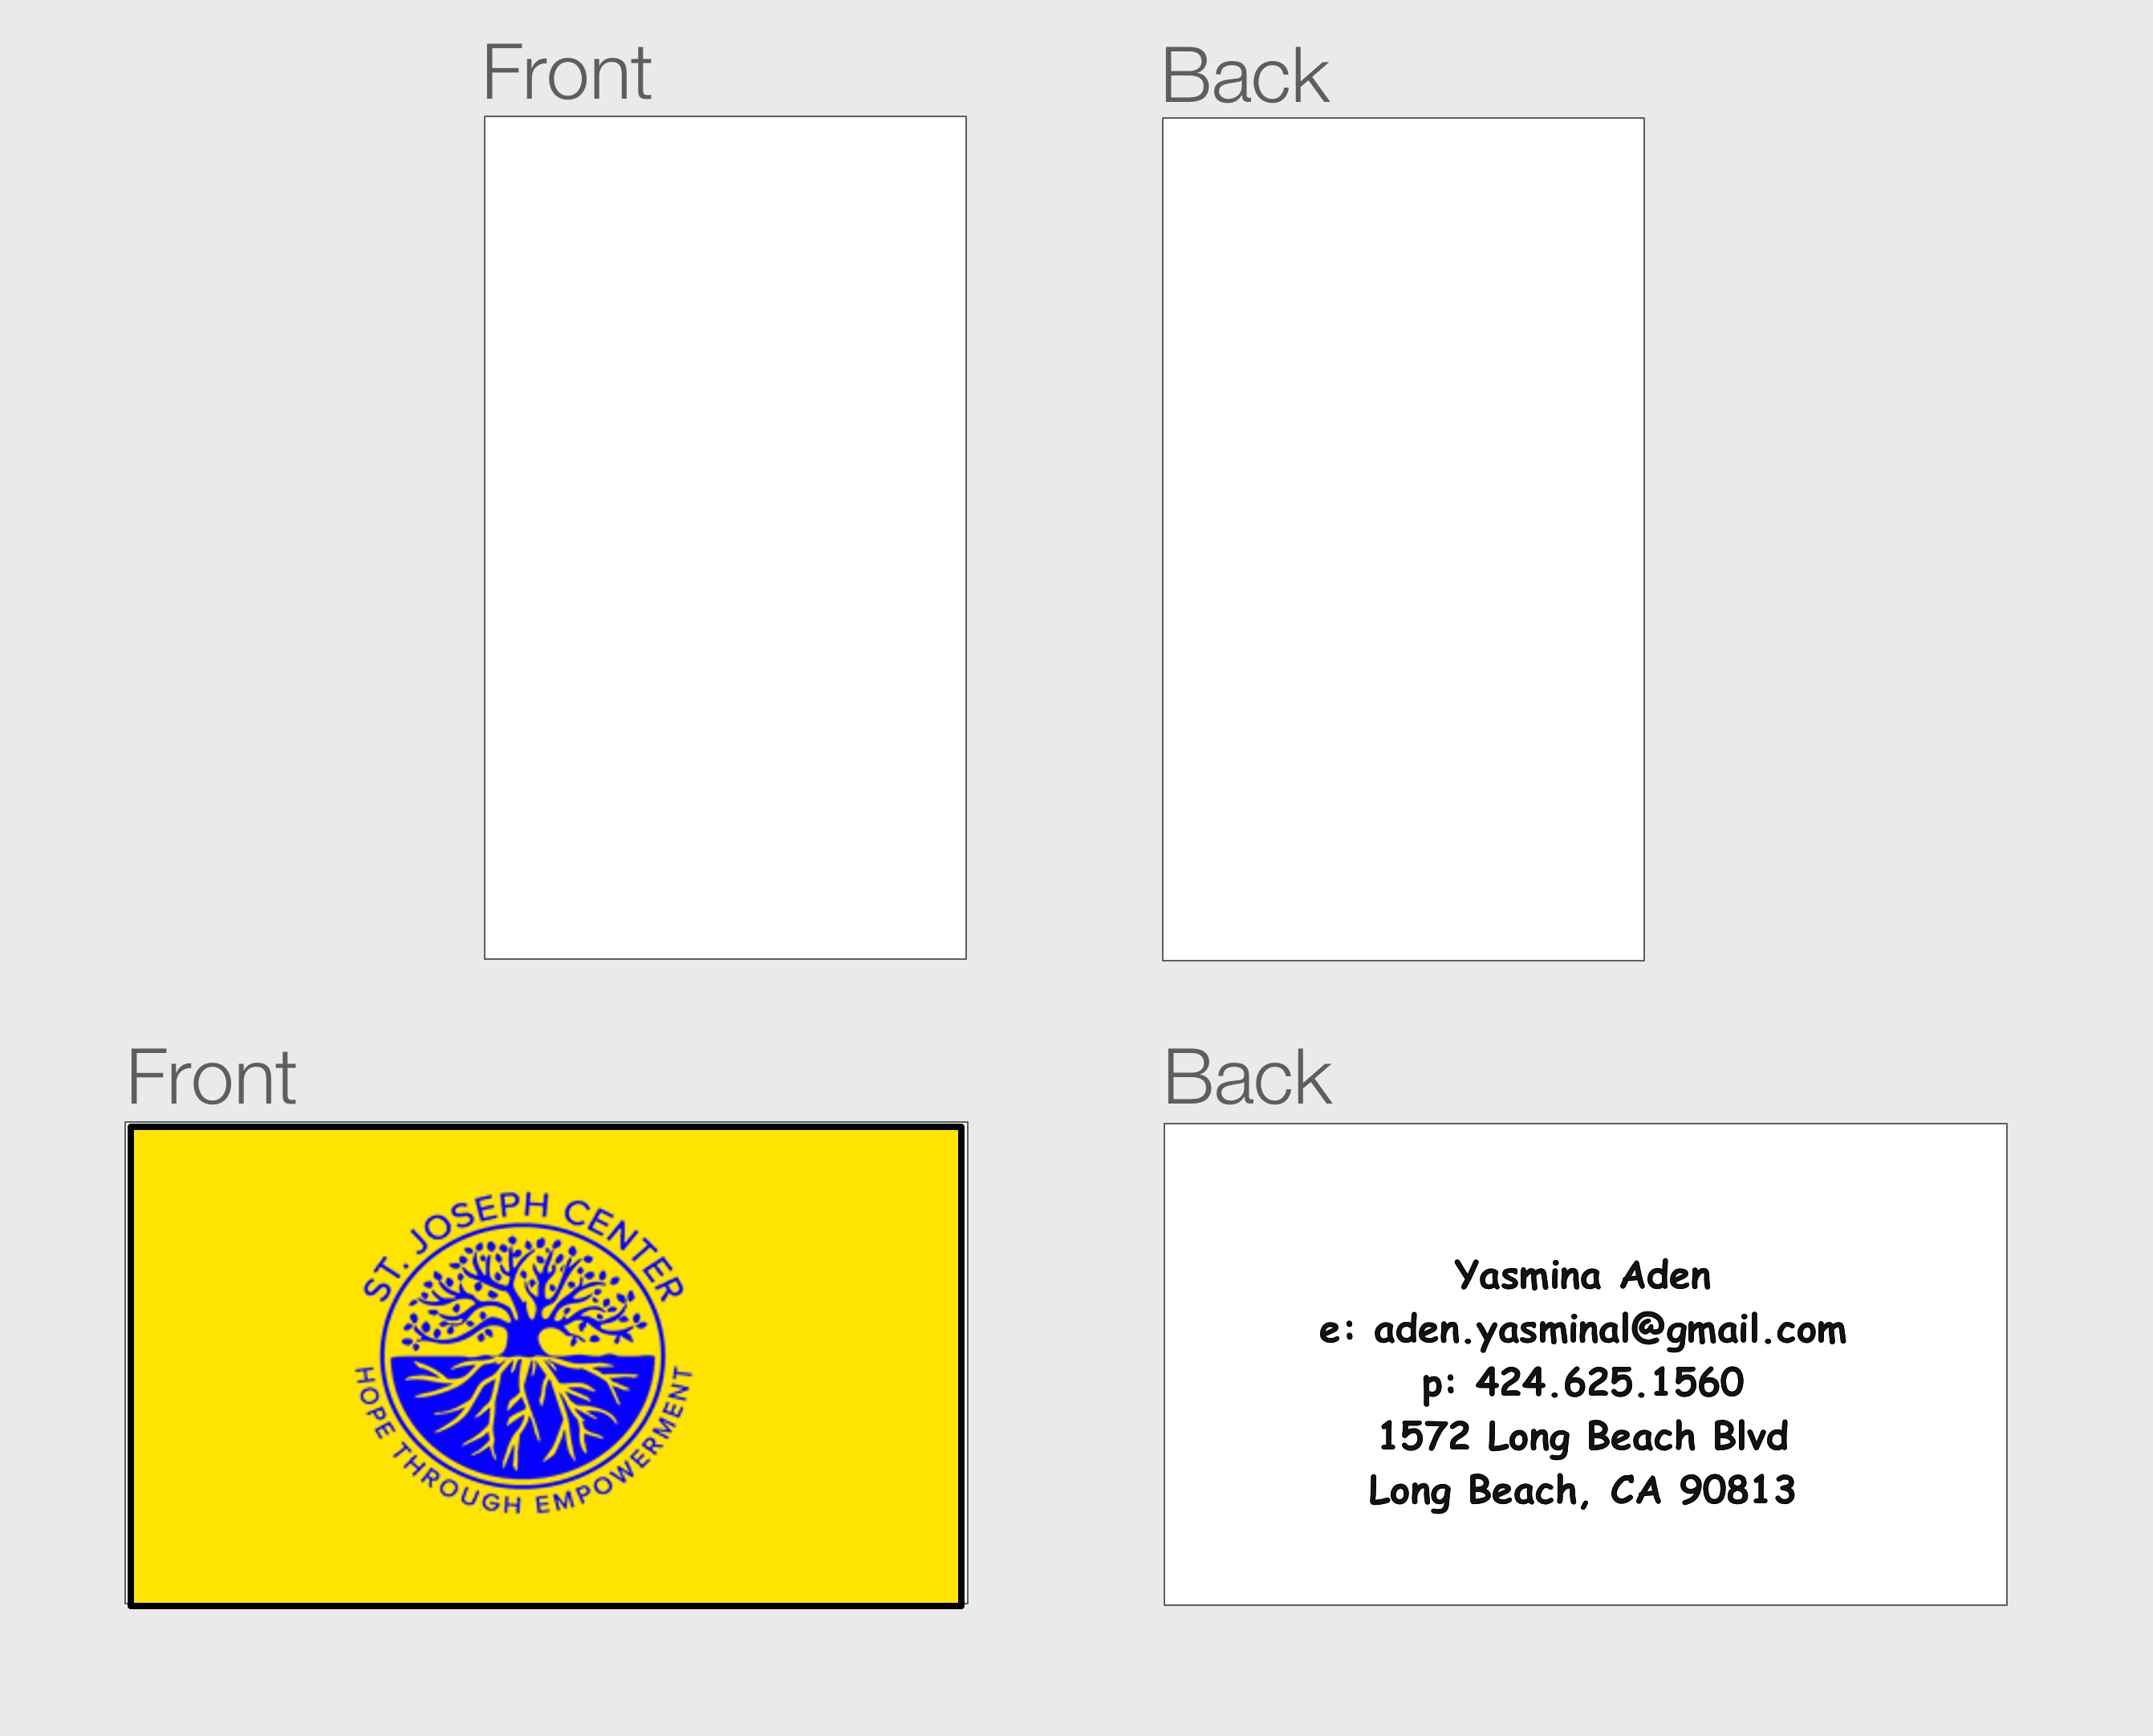 Front
Back
Front
Back
ST. JOSEPH CENTER
HOPE THROUGH EMPOWERMENT
Yasmina Aden
e: aden.yasminal@gmail.com
p: 424.625.1560
1572 Long Beach Blvd
Long Beach, CA 90813